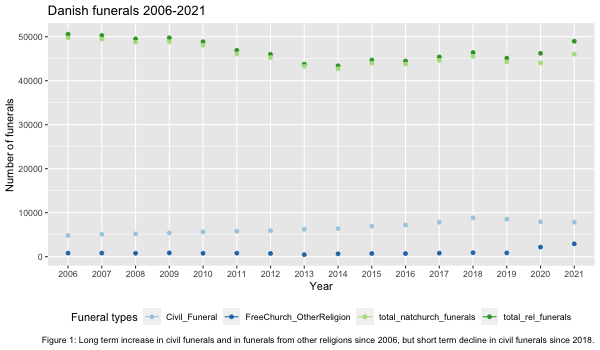 Danish funerals 2006-2021
Number of funerals
50000
40000
30000
20000
10000
0
2006 2007 2008 2009 2010 2011 2012 2013 2014 2015 2016 2017 2018 2019 2020 2021
Year
Funeral types Civil_Funeral FreeChurch_OtherReligion total_natchurch_funerals total_rel_funerals
Figure 1: Long term increase in civil funerals and in funerals from other religions since 2006, but short term decline in civil funerals since 2018.